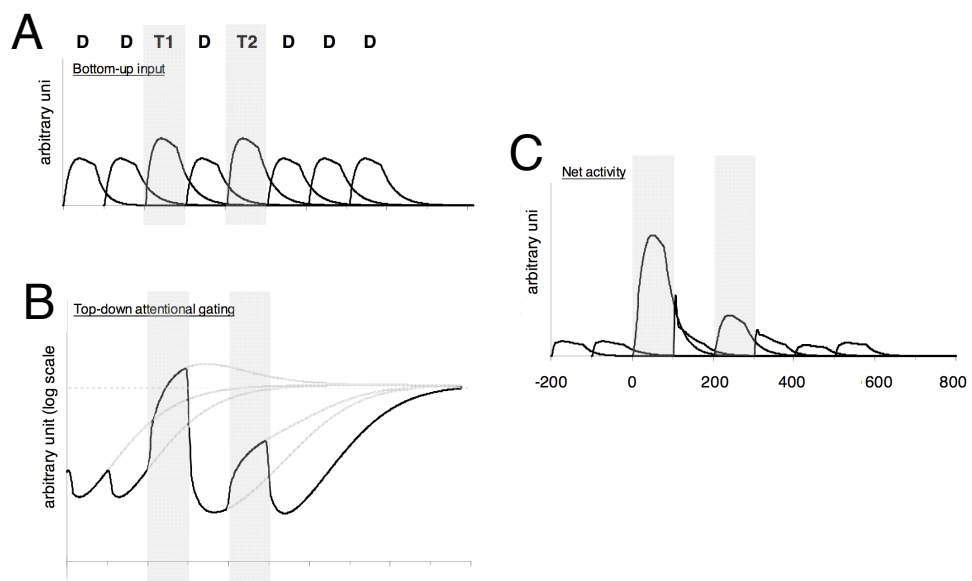 A
D D T1 D T2 D D D
Bottom-up input
arbitrary uni
B
Top-down attentional gating
arbitrary unit (log scale
C
Net activity
arbitrary uni
-200 0 200 400 600 800